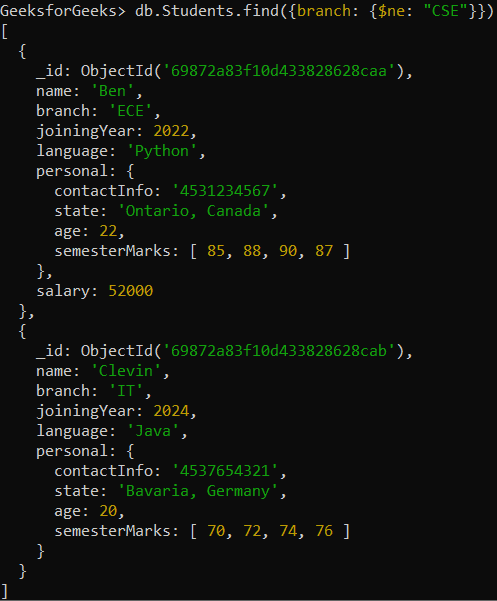 GeeksforGeeks> db.Students.find({branch: {$ne: "CSE"}})
[
  {
    _id: ObjectId('69872a83f10d433828628caa'),
    name: 'Ben',
    branch: 'ECE',
    joiningYear: 2022,
    language: 'Python',
    personal: {
      contactInfo: '4531234567',
      state: 'Ontario, Canada',
      age: 22,
      semesterMarks: [ 85, 88, 90, 87 ]
    },
    salary: 52000
  },
  {
    _id: ObjectId('69872a83f10d433828628cab'),
    name: 'Clevin',
    branch: 'IT',
    joiningYear: 2024,
    language: 'Java',
    personal: {
      contactInfo: '4537654321',
      state: 'Bavaria, Germany',
      age: 20,
      semesterMarks: [ 70, 72, 74, 76 ]
    }
  }
]